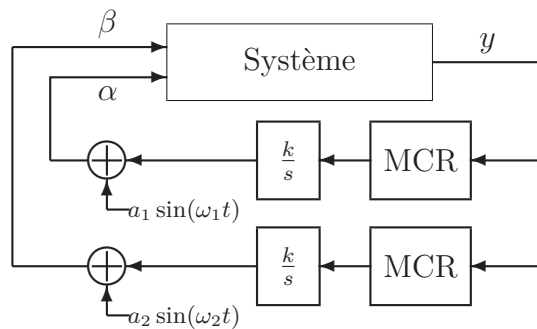 β
Système
y
α
k/s
MCR
a₁ sin(ω₁t)
k/s
MCR
a₂ sin(ω₂t)